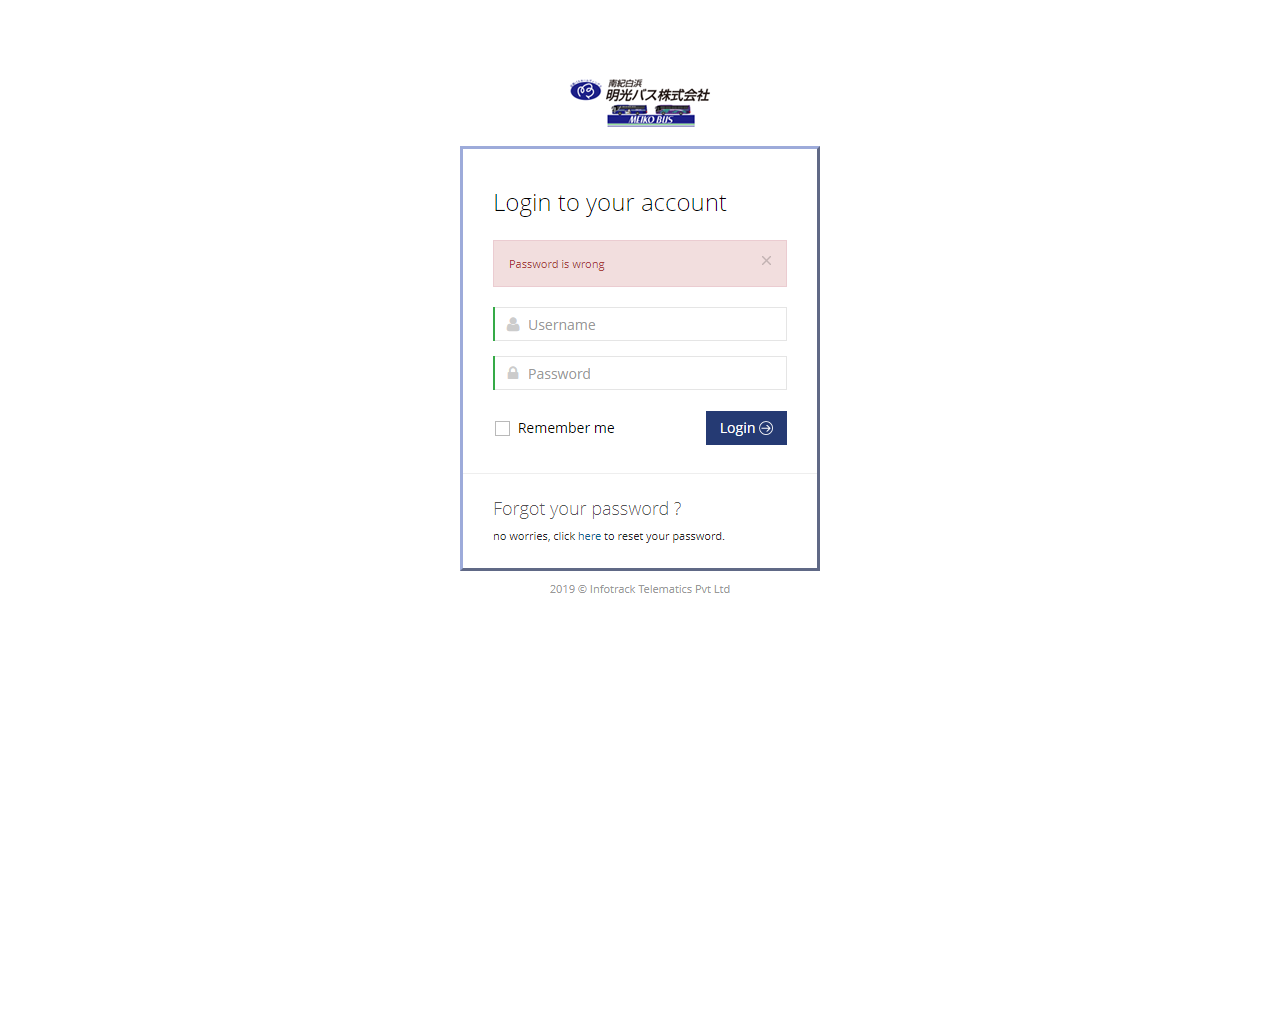 南紀白浜
明光バス株式会社
MEIKO BUS
Login to your account
Password is wrong
Username
Password
Remember me
Login
Forgot your password ?
no worries, click here to reset your password.
2019 © Infotrack Telematics Pvt Ltd